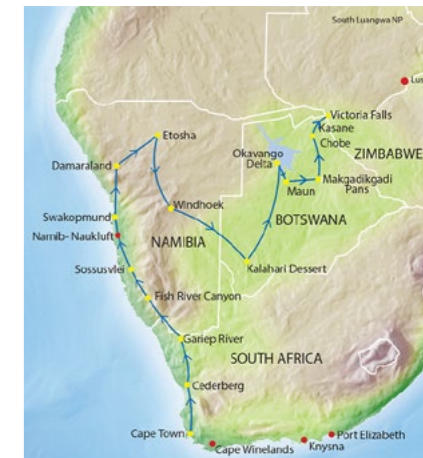 South Luangwa NP
Lus
Victoria Falls
Kasane
Chobe
Etosha
Okavango
Delta
ZIMBABWE
Damaraland
Maun
Makgadikgadi
Pans
Windhoek
Swakopmund
BOTSWANA
Namib- Naukluft
NAMIBIA
Sossusvlei
Kalahari Dessert
Fish River Canyon
Gariep River
SOUTH AFRICA
Cederberg
Cape Town
Port Elizabeth
Knysna
Cape Winelands